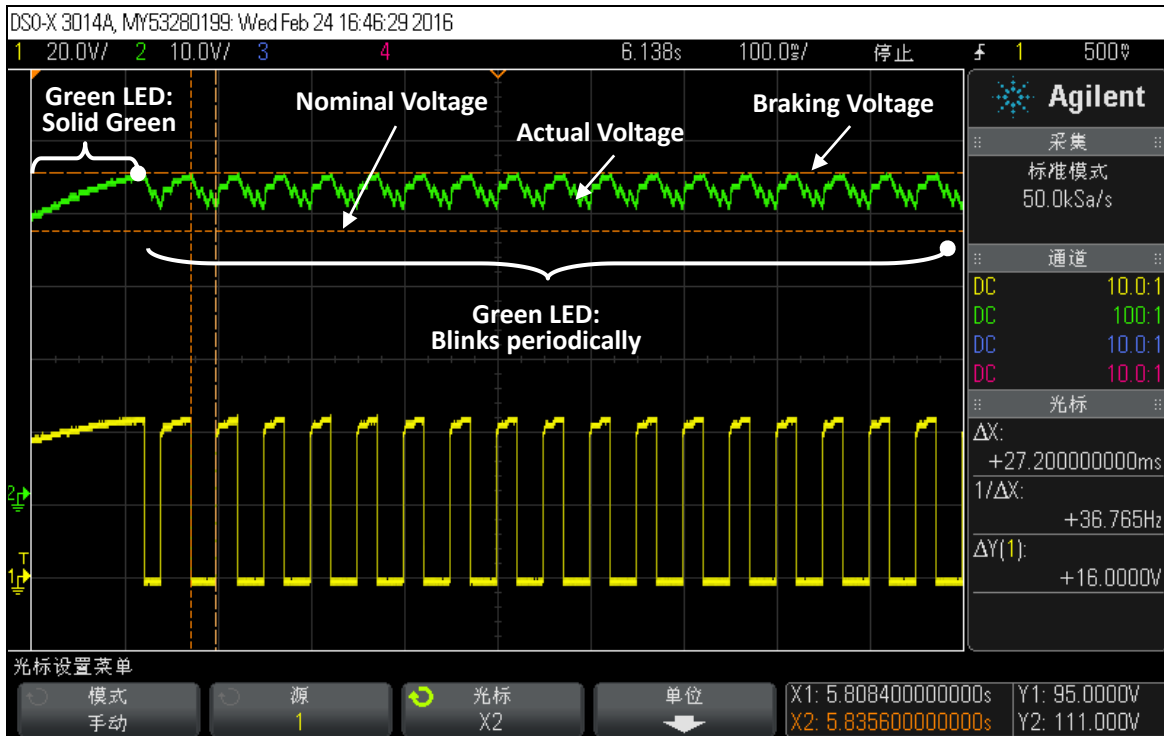 DSO-X 3014A, MY53280199: Wed Feb 24 16:46:29 2016
1 20.0V/ 2 10.0V/ 3 4 6.138s 100.0ms/ 停止 1 500mV
Green LED:
Solid Green
Nominal Voltage
Actual Voltage
Braking Voltage
Green LED:
Blinks periodically
2
T
1
Agilent
采集
标准模式
50.0kSa/s
通道
DC 10.0:1
DC 100:1
DC 10.0:1
DC 10.0:1
光标
ΔX:
+27.200000000ms
1/ΔX:
+36.765Hz
ΔY(1):
+16.0000V
光标设置菜单
模式
手动
源
1
光标
X2
单位
X1: 5.808400000000s
X2: 5.835600000000s
Y1: 95.0000V
Y2: 111.000V